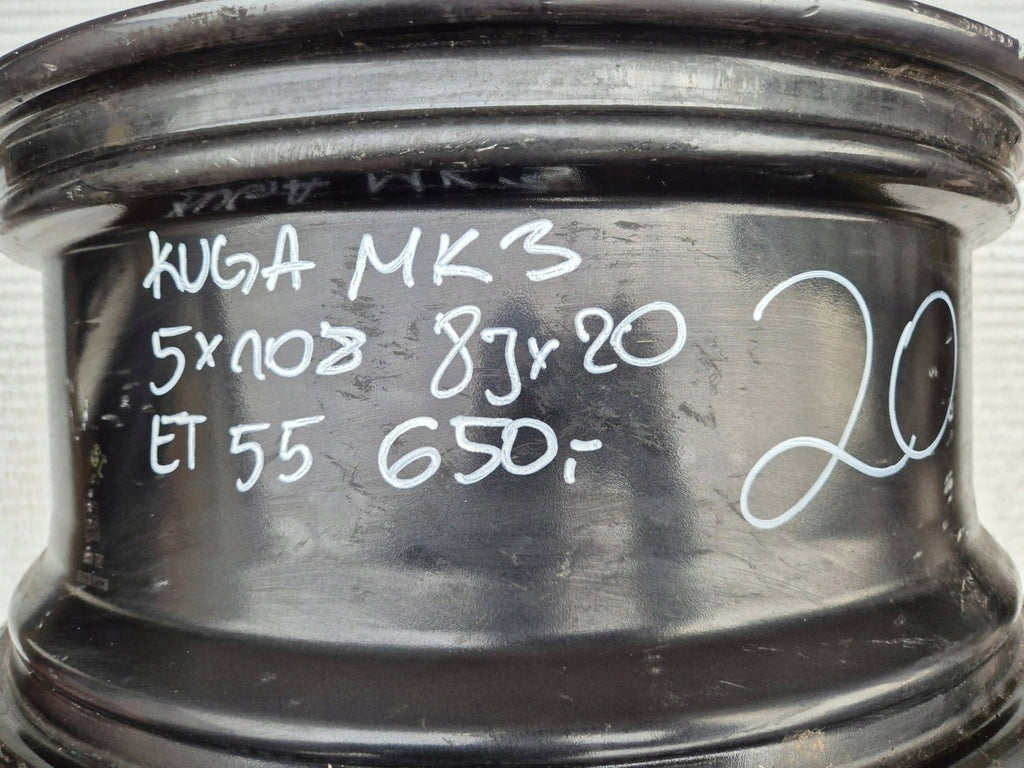 KUGA MK3
5x108 8Jx20
ET 55 650,-
20